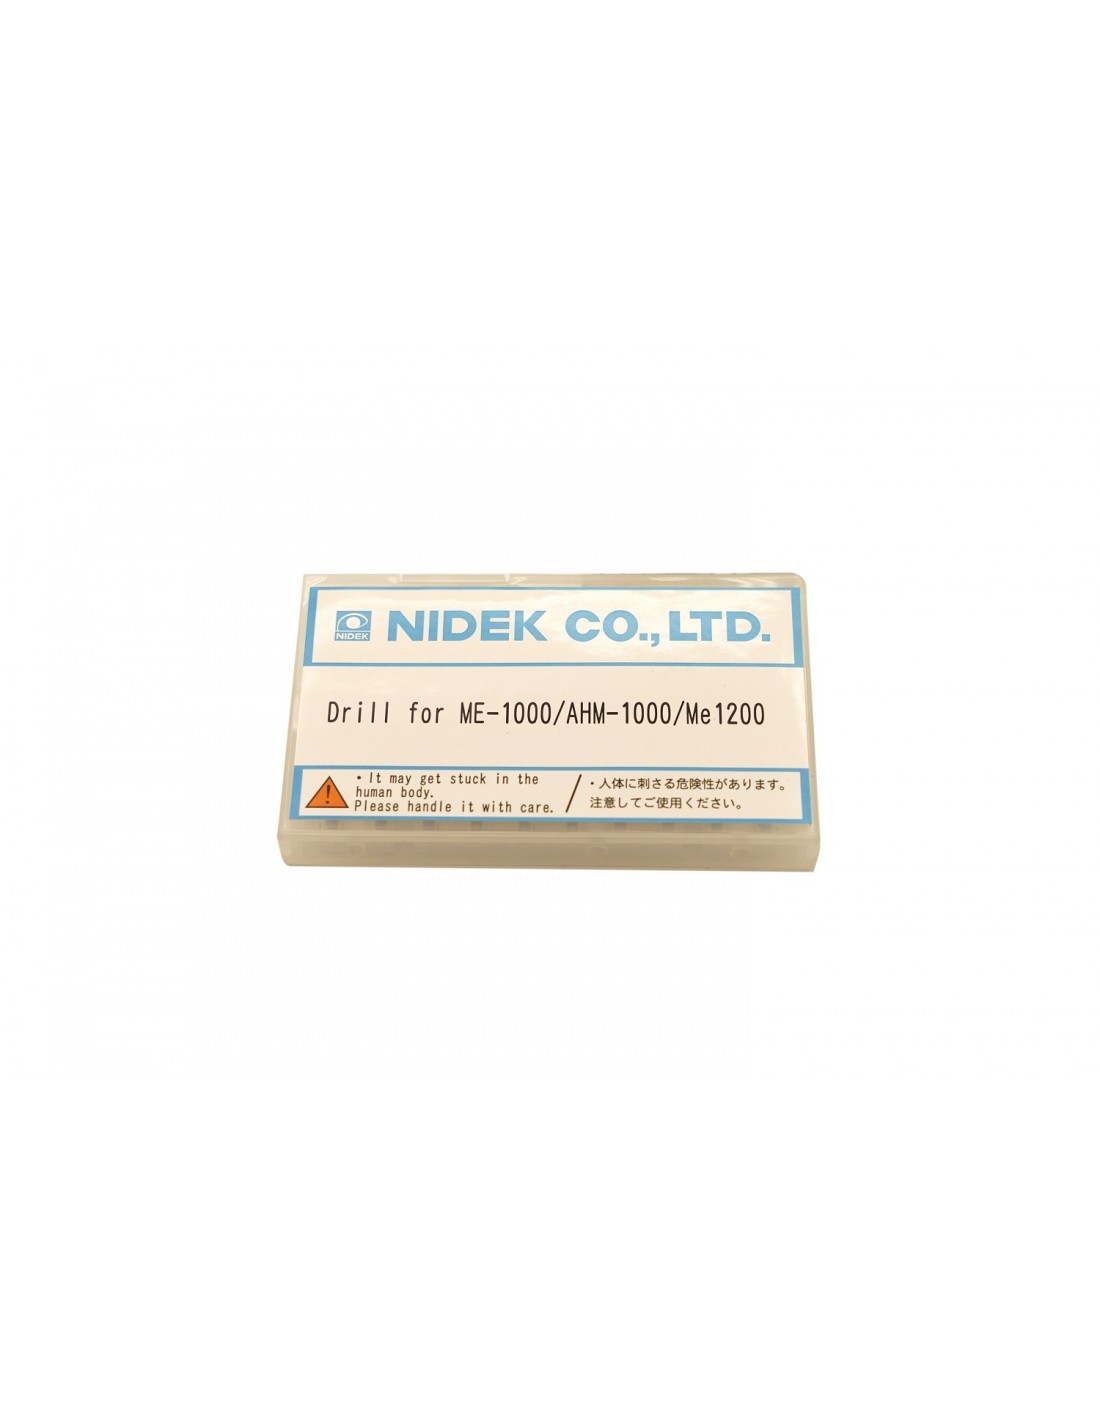 NIDEK
NIDEK CO., LTD.
Drill for ME-1000/AHM-1000/Me1200
・It may get stuck in the
human body.
Please handle it with care.
/
・人体に刺さる危険性があります。
注意してご使用ください。